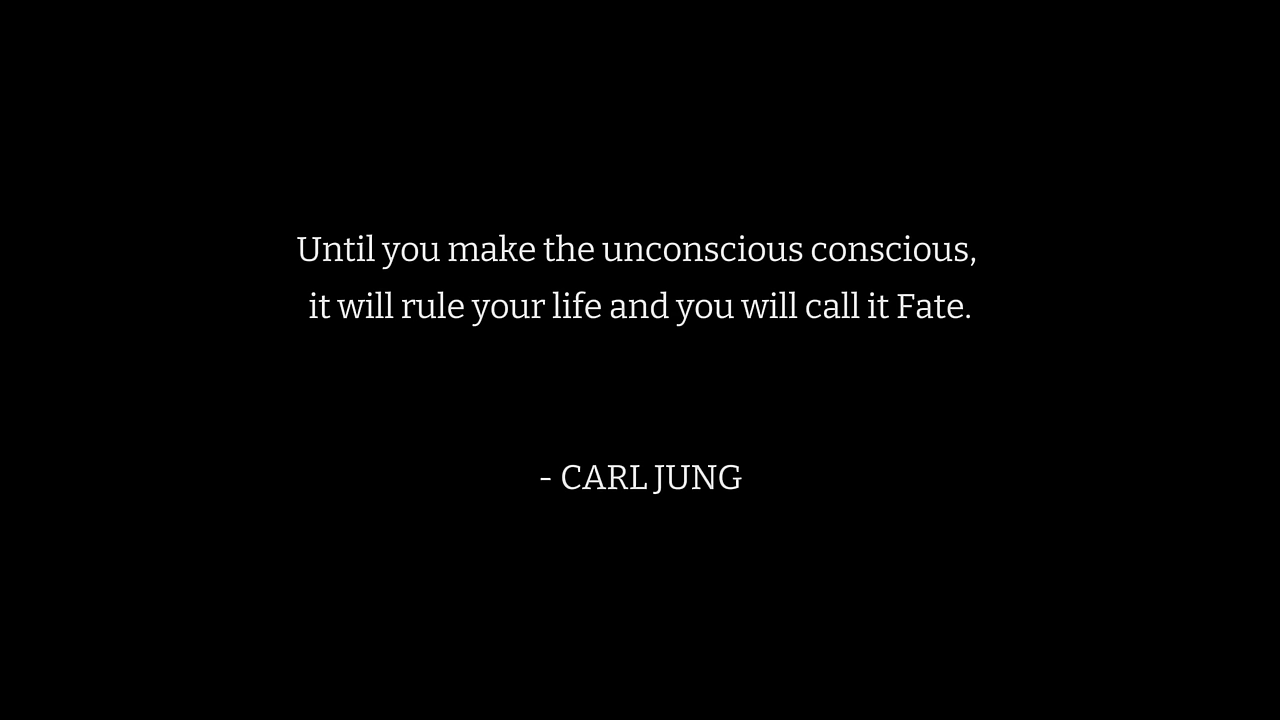 Until you make the unconscious conscious,
it will rule your life and you will call it Fate.
- CARL JUNG